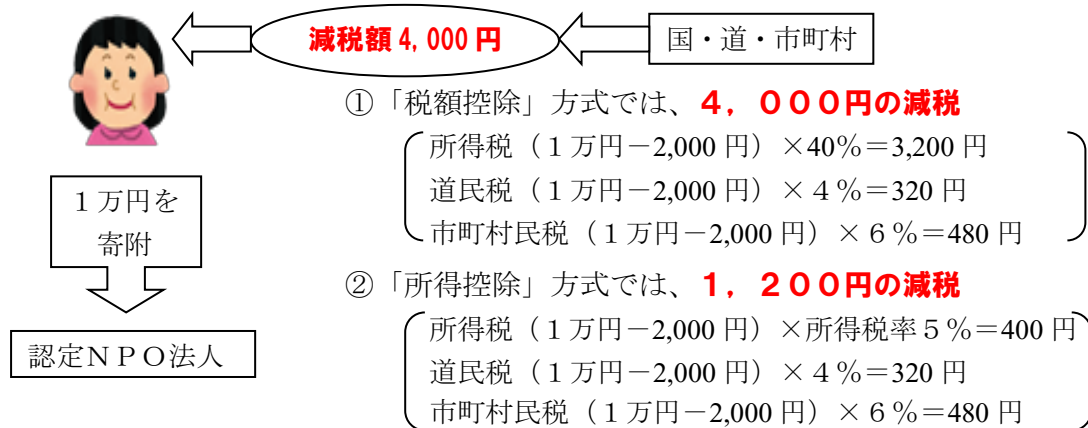 減税額 4,000 円
国・道・市町村
1万円を
寄附
認定NPO法人
①「税額控除」方式では、4,000円の減税
所得税（1万円－2,000 円）×40％＝3,200 円
道民税（1万円－2,000 円）×4％＝320 円
市町村民税（1万円－2,000 円）×6％＝480 円
②「所得控除」方式では、1,200円の減税
所得税（1万円－2,000 円）×所得税率5％＝400 円
道民税（1万円－2,000 円）×4％＝320 円
市町村民税（1万円－2,000 円）×6％＝480 円